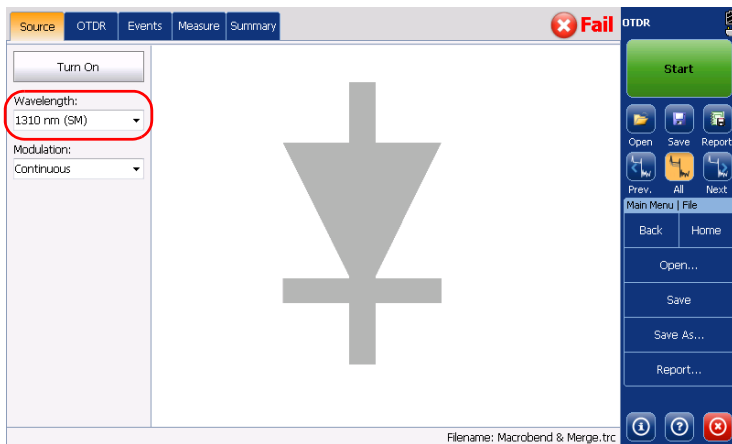 Source OTDR Events Measure Summary Fail
Turn On
Wavelength:
1310 nm (SM)
Modulation:
Continuous
Filename: Macrobend & Merge.trc
OTDR
Start
Open Save Report
Prev. All Next
Main Menu | File
Back Home
Open...
Save
Save As...
Report...